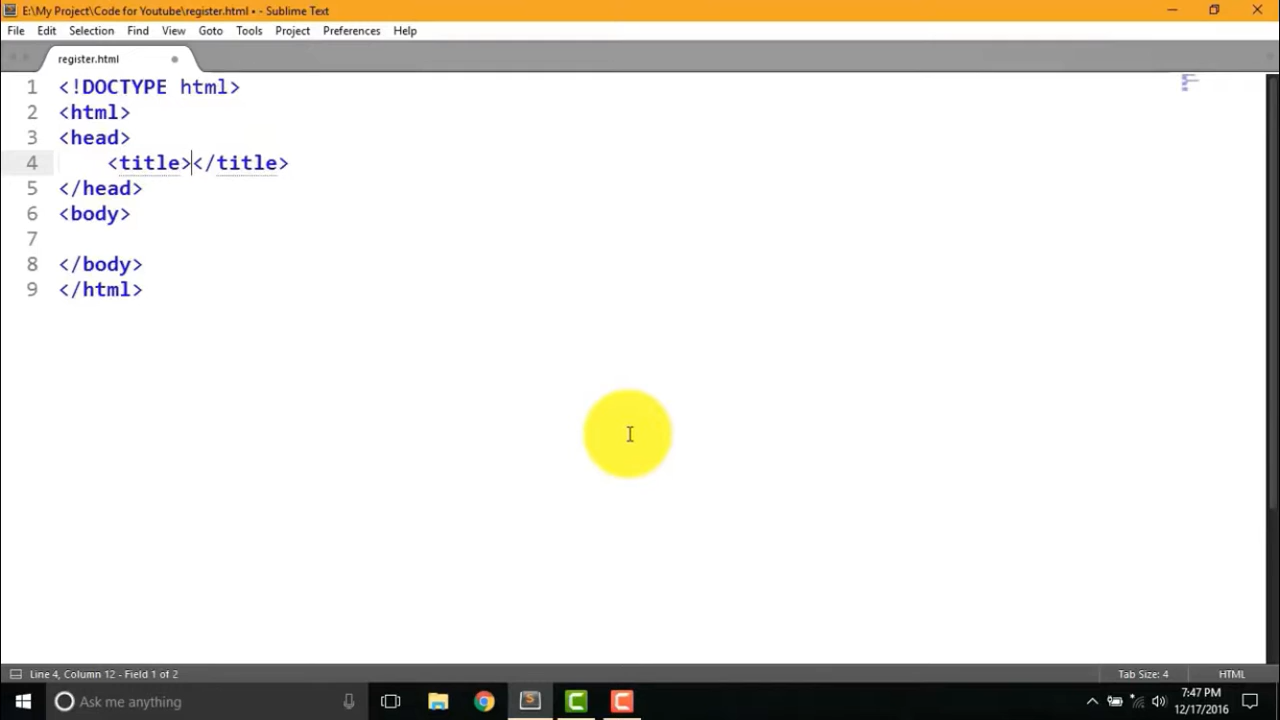 E:\My Project\Code for Youtube\register.html • - Sublime Text
File Edit Selection Find View Goto Tools Project Preferences Help
register.html
1 <!DOCTYPE html>
2 <html>
3 <head>
4     <title></title>
5 </head>
6 <body>
7
8 </body>
9 </html>
Line 4, Column 12 - Field 1 of 2 Tab Size: 4 HTML
Ask me anything 7:47 PM
12/17/2016